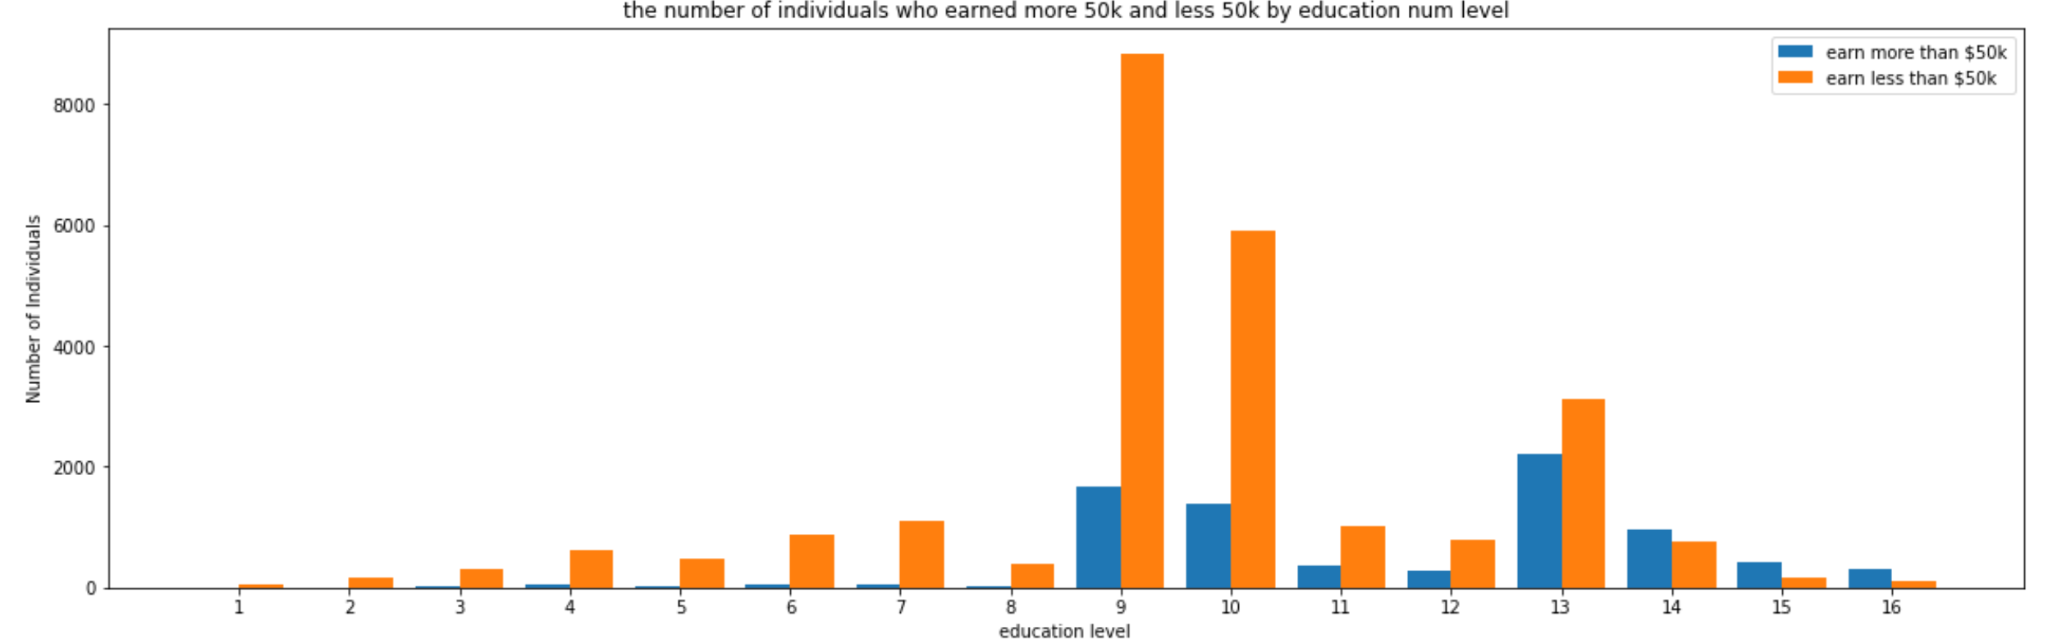 the number of individuals who earned more 50k and less 50k by education num level
earn more than $50k
earn less than $50k
Number of Individuals
8000
6000
4000
2000
0
1 2 3 4 5 6 7 8 9 10 11 12 13 14 15 16
education level